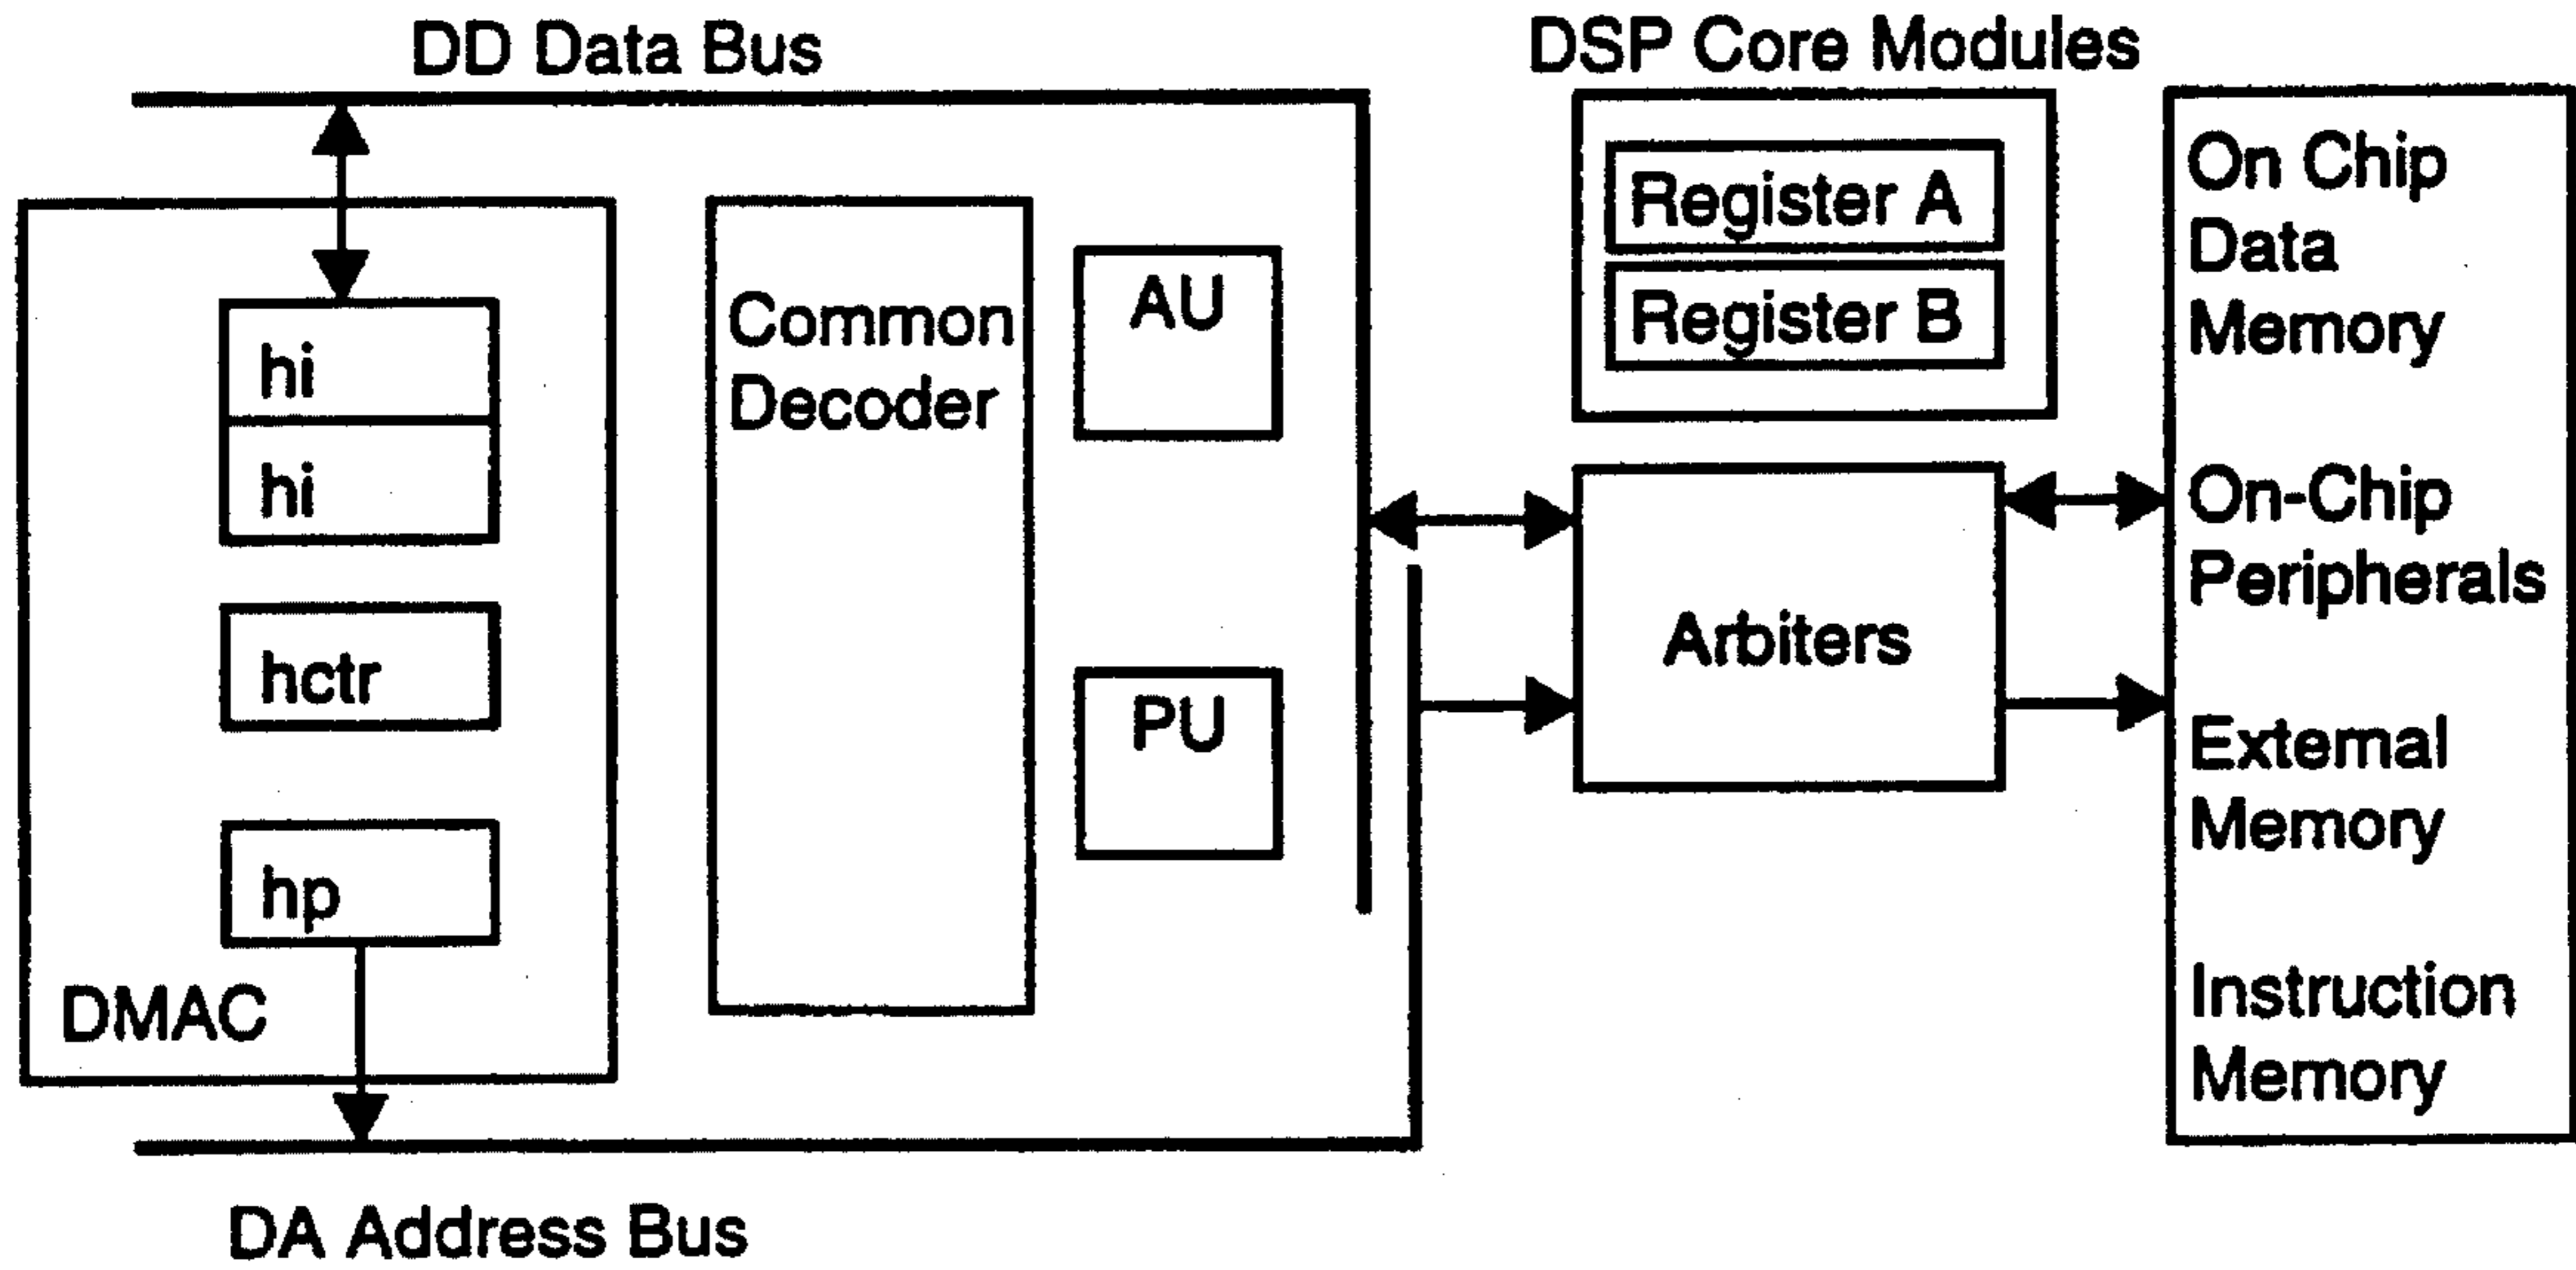 DD Data Bus
DSP Core Modules
hi
hi
hctr
hp
DMAC
Common
Decoder
AU
PU
Register A
Register B
Arbiters
On Chip
Data
Memory
On-Chip
Peripherals
External
Memory
Instruction
Memory
DA Address Bus